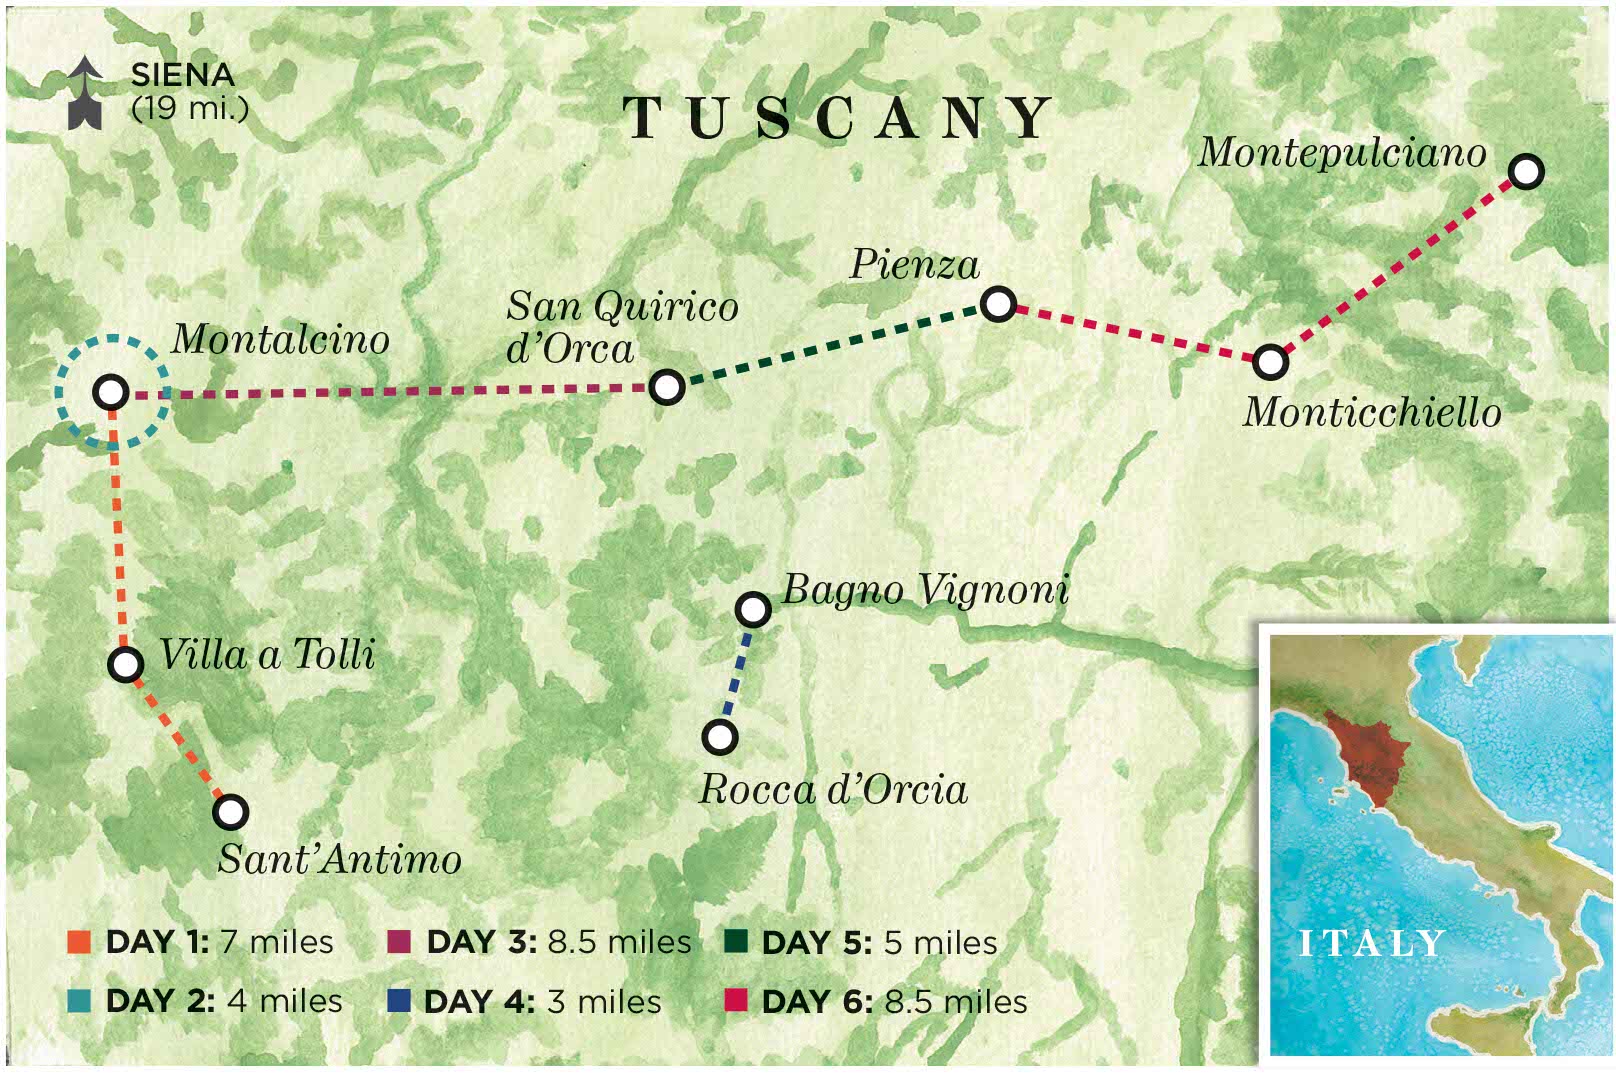 SIENA
(19 mi.)
TUSCANY
Montepulciano
Pienza
San Quirico
d'Orca
Montalcino
Monticchiello
Bagno Vignoni
Villa a Tolli
Rocca d'Orcia
Sant'Antimo
DAY 1: 7 miles
DAY 2: 4 miles
DAY 3: 8.5 miles
DAY 4: 3 miles
DAY 5: 5 miles
DAY 6: 8.5 miles
ITALY